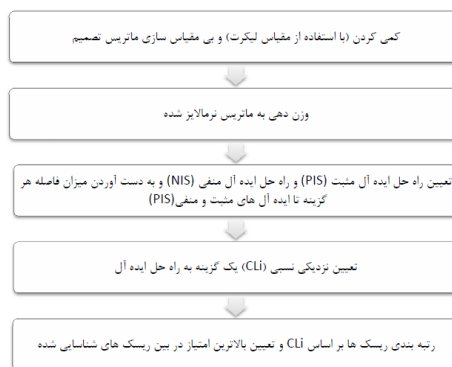 کمی کردن (با استفاده از مقیاس لیکرت) و بی مقیاس سازی ماتریس تصمیم
وزن دهی به ماتریس نرمالایز شده
تعیین راه حل ایده آل مثبت (PIS) و راه حل ایده آل منفی (NIS) و به دست آوردن میزان فاصله هر
گزینه تا ایده آل های مثبت و منفی(PIS)
تعیین نزدیکی نسبی (CLi) یک گزینه به راه حل ایده آل
رتبه بندی ریسک ها بر اساس CLi و تعیین بالاترین امتیاز در بین ریسک های شناسایی شده